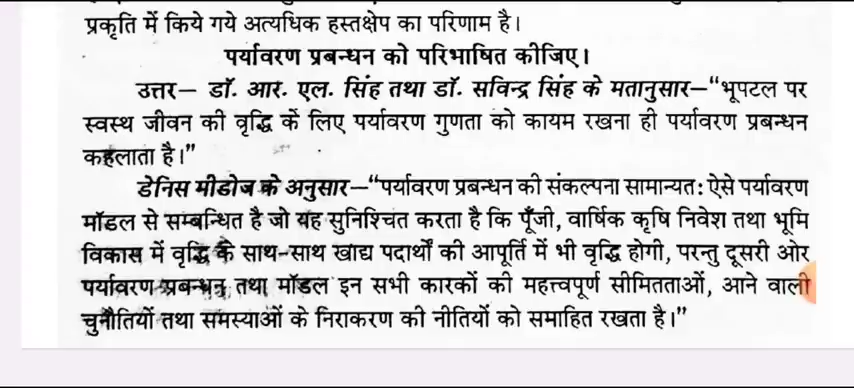 प्रकृति में किये गये अत्यधिक हस्तक्षेप का परिणाम है।
पर्यावरण प्रबन्धन को परिभाषित कीजिए।
उत्तर— डॉ. आर. एल. सिंह तथा डॉ. सविन्द्र सिंह के मतानुसार—“भूपटल पर
स्वस्थ जीवन की वृद्धि के लिए पर्यावरण गुणता को कायम रखना ही पर्यावरण प्रबन्धन
कहलाता है।”
डेनिस मीडोज के अनुसार—“पर्यावरण प्रबन्धन की संकल्पना सामान्यत: ऐसे पर्यावरण
मॉडल से सम्बन्धित है जो यह सुनिश्चित करता है कि पूँजी, वार्षिक कृषि निवेश तथा भूमि
विकास में वृद्धि के साथ-साथ खाद्य पदार्थों की आपूर्ति में भी वृद्धि होगी, परन्तु दूसरी ओर
पर्यावरण प्रबन्धन तथा मॉडल इन सभी कारकों की महत्त्वपूर्ण सीमितताओं, आने वाली
चुनौतियों तथा समस्याओं के निराकरण की नीतियों को समाहित रखता है।”